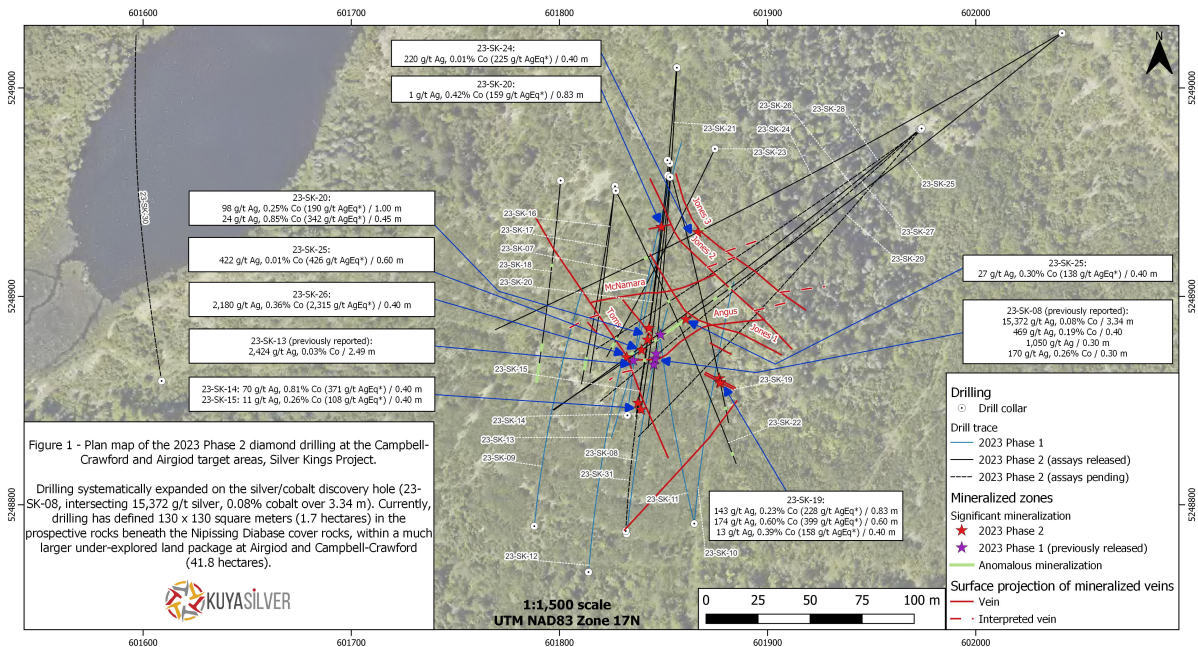 601600
601700
601800
601900
602000
5249000
5248900
5248800
5249000
5248900
5248800
N
23-SK-24:
220 g/t Ag, 0.01% Co (225 g/t AgEq*) / 0.40 m
23-SK-20:
1 g/t Ag, 0.42% Co (159 g/t AgEq*) / 0.83 m
23-SK-26
23-SK-28
23-SK-21
23-SK-24
23-SK-23
23-SK-25
23-SK-27
23-SK-29
23-SK-30
23-SK-20:
98 g/t Ag, 0.25% Co (190 g/t AgEq*) / 1.00 m
24 g/t Ag, 0.85% Co (342 g/t AgEq*) / 0.45 m
23-SK-25:
422 g/t Ag, 0.01% Co (426 g/t AgEq*) / 0.60 m
23-SK-26:
2,180 g/t Ag, 0.36% Co (2,315 g/t AgEq*) / 0.40 m
23-SK-13 (previously reported):
2,424 g/t Ag, 0.03% Co / 2.49 m
23-SK-14: 70 g/t Ag, 0.81% Co (371 g/t AgEq*) / 0.40 m
23-SK-15: 11 g/t Ag, 0.26% Co (108 g/t AgEq*) / 0.40 m
23-SK-16
23-SK-17
23-SK-07
23-SK-18
23-SK-20
Jones 3
Jones 2
McNamara
Angus
Jones 1
Toms
23-SK-25:
27 g/t Ag, 0.30% Co (138 g/t AgEq*) / 0.40 m
23-SK-08 (previously reported):
15,372 g/t Ag, 0.08% Co / 3.34 m
469 g/t Ag, 0.19% Co / 0.40
1,050 g/t Ag / 0.30 m
170 g/t Ag, 0.26% Co / 0.30 m
23-SK-15
23-SK-19
23-SK-14
23-SK-22
23-SK-13
23-SK-08
23-SK-09
23-SK-31
23-SK-11
23-SK-12
23-SK-10
23-SK-19:
143 g/t Ag, 0.23% Co (228 g/t AgEq*) / 0.83 m
174 g/t Ag, 0.60% Co (399 g/t AgEq*) / 0.60 m
13 g/t Ag, 0.39% Co (158 g/t AgEq*) / 0.40 m
Figure 1 - Plan map of the 2023 Phase 2 diamond drilling at the Campbell-
Crawford and Airgiod target areas, Silver Kings Project.
Drilling systematically expanded on the silver/cobalt discovery hole (23-
SK-08, intersecting 15,372 g/t silver, 0.08% cobalt over 3.34 m). Currently,
drilling has defined 130 x 130 square meters (1.7 hectares) in the
prospective rocks beneath the Nipissing Diabase cover rocks, within a much
larger under-explored land package at Airgiod and Campbell-Crawford
(41.8 hectares).
KUYASILVER
1:1,500 scale
UTM NAD83 Zone 17N
0 25 50 75 100 m
Drilling
Drill collar
Drill trace
2023 Phase 1
2023 Phase 2 (assays released)
2023 Phase 2 (assays pending)
Mineralized zones
Significant mineralization
2023 Phase 2
2023 Phase 1 (previously released)
Anomalous mineralization
Surface projection of mineralized veins
Vein
Interpreted vein
601600
601700
601800
601900
602000